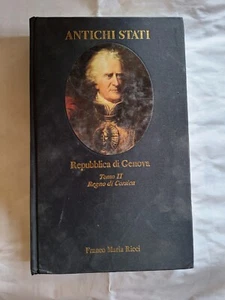 ANTICHI STATI
Repubblica di Genova
Tomo II
Regno di Corsica
Franco Maria Ricci